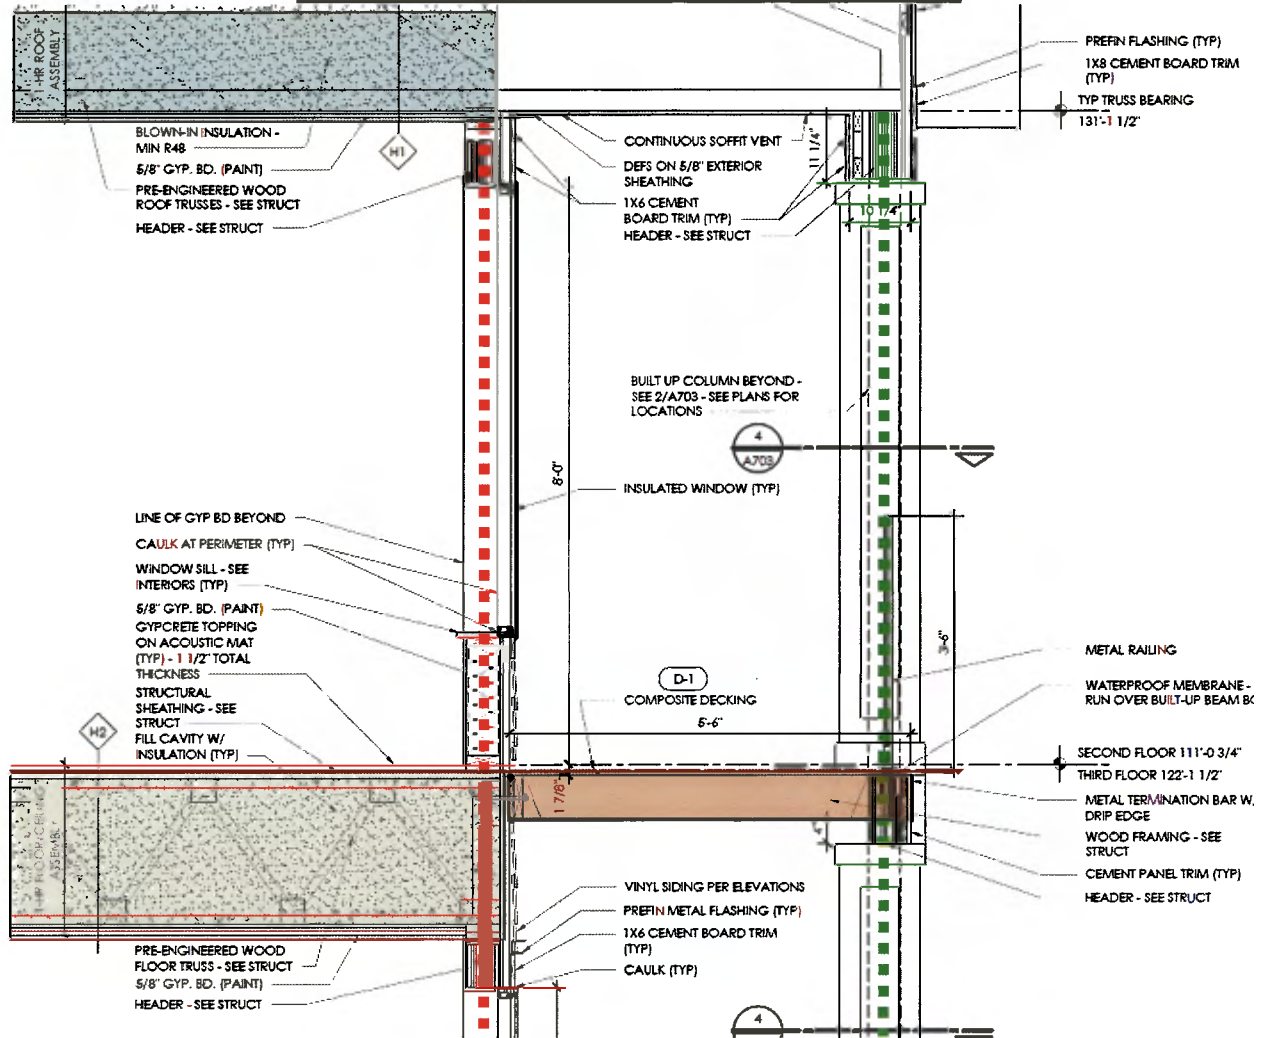 1-HR ROOF
ASSEMBLY
BLOWN-IN INSULATION -
MIN R48
5/8" GYP. BD. (PAINT)
PRE-ENGINEERED WOOD
ROOF TRUSSES - SEE STRUCT
HEADER - SEE STRUCT
H1
CONTINUOUS SOFFIT VENT
DEFS ON 5/8" EXTERIOR
SHEATHING
1X6 CEMENT
BOARD TRIM (TYP)
HEADER - SEE STRUCT
11 1/4"
10 1/4"
PREFIN FLASHING (TYP)
1X8 CEMENT BOARD TRIM
(TYP)
TYP TRUSS BEARING
131'-1 1/2"
BUILT UP COLUMN BEYOND -
SEE 2/A703 - SEE PLANS FOR
LOCATIONS
4
A703
8'-0"
INSULATED WINDOW (TYP)
LINE OF GYP BD BEYOND
CAULK AT PERIMETER (TYP)
WINDOW SILL - SEE
INTERIORS (TYP)
5/8" GYP. BD. (PAINT)
GYPCRETE TOPPING
ON ACOUSTIC MAT
(TYP) - 1 1/2" TOTAL
THICKNESS
STRUCTURAL
SHEATHING - SEE
STRUCT
FILL CAVITY W/
INSULATION (TYP)
H2
D-1
COMPOSITE DECKING
5'-6"
3'-6"
1 7/8"
METAL RAILING
WATERPROOF MEMBRANE -
RUN OVER BUILT-UP BEAM
SECOND FLOOR 111'-0 3/4"
THIRD FLOOR 122'-1 1/2"
METAL TERMINATION BAR W
DRIP EDGE
WOOD FRAMING - SEE
STRUCT
CEMENT PANEL TRIM (TYP)
HEADER - SEE STRUCT
FLOOR/CEILING
ASSEMBLY
VINYL SIDING PER ELEVATIONS
PREFIN METAL FLASHING (TYP)
1X6 CEMENT BOARD TRIM
(TYP)
CAULK (TYP)
PRE-ENGINEERED WOOD
FLOOR TRUSS - SEE STRUCT
5/8" GYP. BD. (PAINT)
HEADER - SEE STRUCT
4